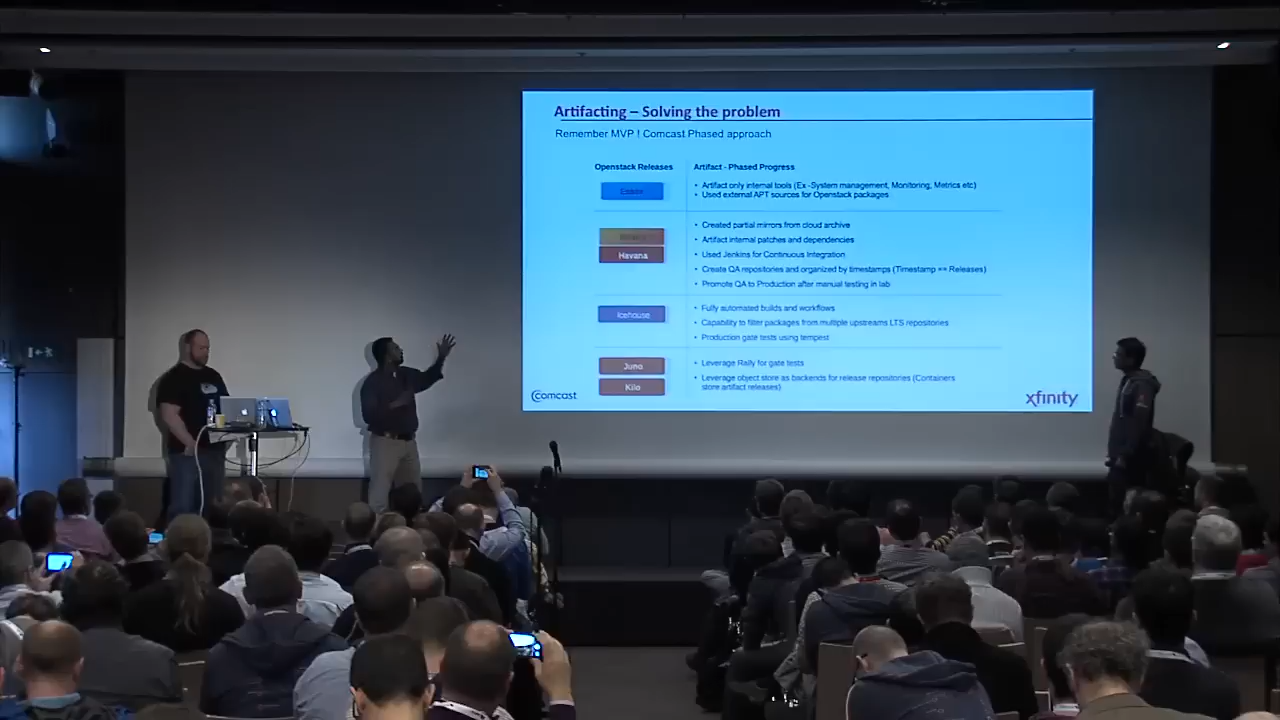 Artifacting – Solving the problem
Remember MVP ! Comcast Phased approach
Openstack Releases
Artifact - Phased Progress
Essex
• Artifact only internal tools (Ex -System management, Monitoring, Metrics etc)
• Used external APT sources for Openstack packages
• Created partial mirrors from cloud archive
• Artifact internal patches and dependencies
Havana
• Used Jenkins for Continuous Integration
• Create QA repositories and organized by timestamps (Timestamp == Releases)
• Promote QA to Production after manual testing in lab
Icehouse
• Fully automated builds and workflows
• Capability to filter packages from multiple upstreams LTS repositories
• Production gate tests using tempest
Juno
• Leverage Rally for gate tests
Kilo
• Leverage object store as backends for release repositories (Containers
store artifact releases)
comcast
xfinity